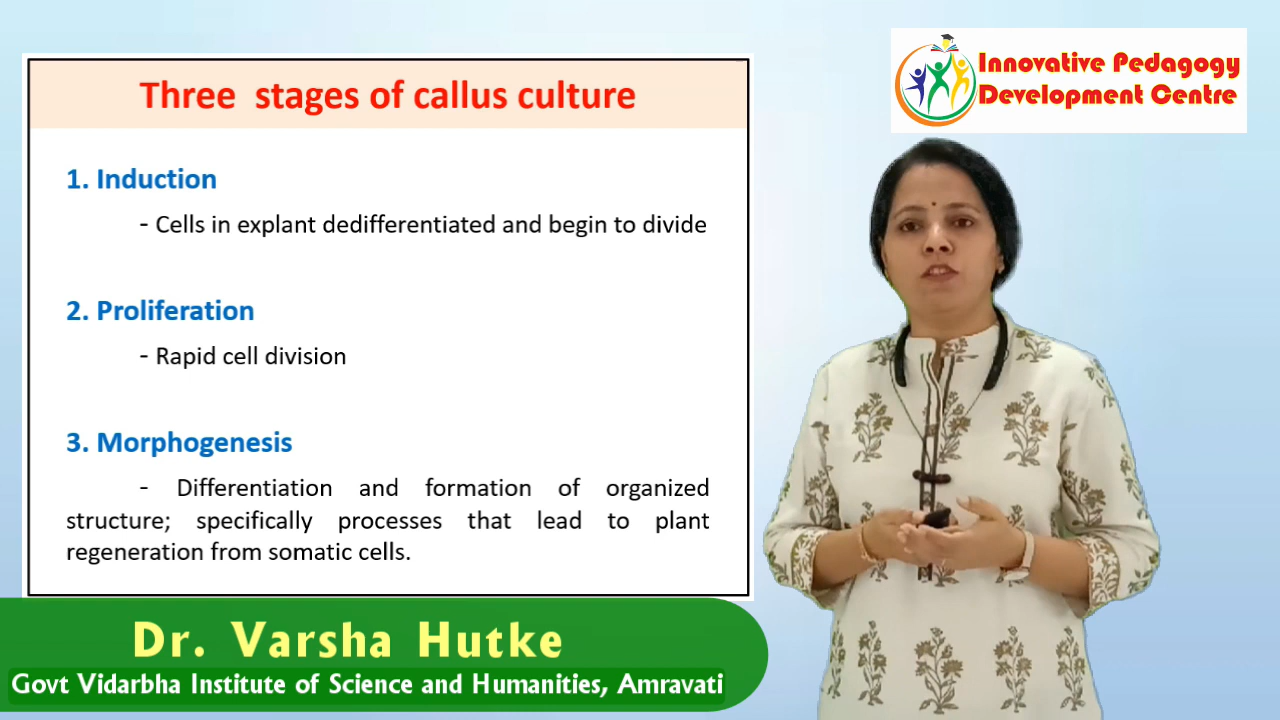 Three stages of callus culture
1. Induction
- Cells in explant dedifferentiated and begin to divide
2. Proliferation
- Rapid cell division
3. Morphogenesis
- Differentiation and formation of organized
structure; specifically processes that lead to plant
regeneration from somatic cells.
Innovative Pedagogy
Development Centre
Dr. Varsha Hutke
Govt Vidarbha Institute of Science and Humanities, Amravati